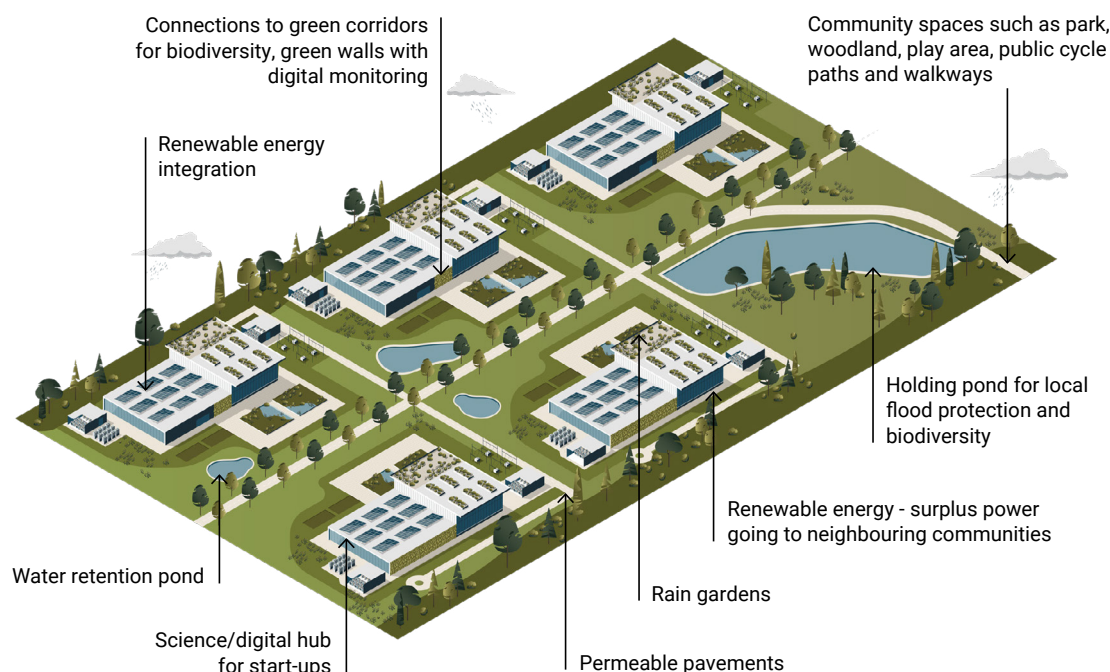 Connections to green corridors
for biodiversity, green walls with
digital monitoring
Community spaces such as park,
woodland, play area, public cycle
paths and walkways
Renewable energy
integration
Holding pond for local
flood protection and
biodiversity
Renewable energy - surplus power
going to neighbouring communities
Water retention pond
Rain gardens
Science/digital hub
for start-ups
Permeable pavements